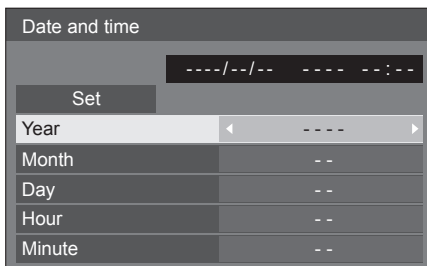 Date and time
- - - -/- -/- -   - - - -  - -:- -
Set
Year - - - -
Month - -
Day - -
Hour - -
Minute - -